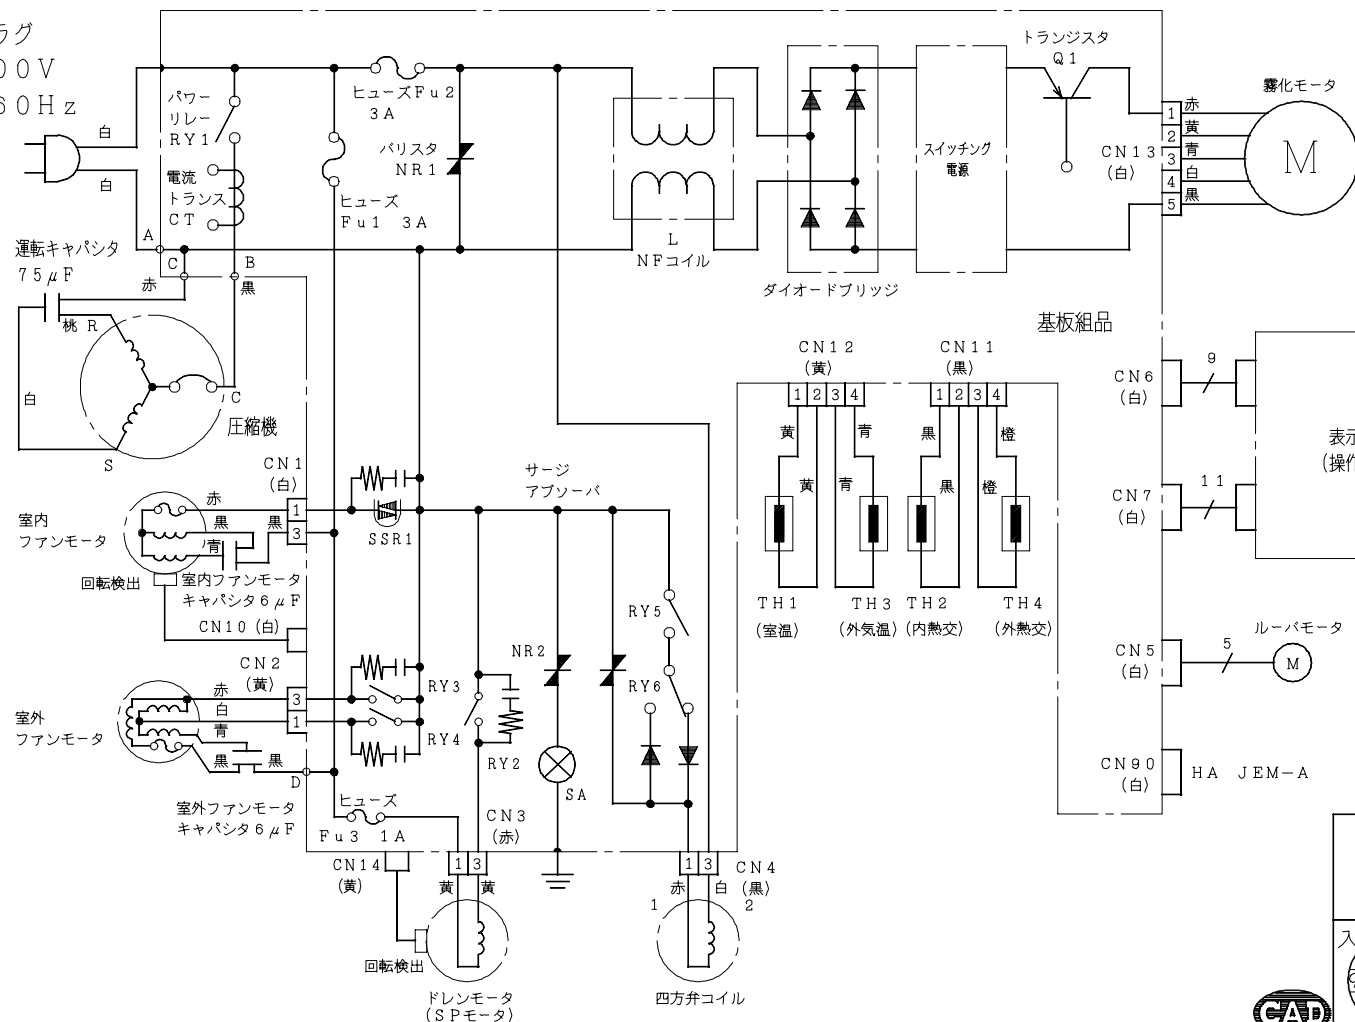 ラグ
00V
60Hz
白
白
パワー
リレー
RY1
電流
トランス
CT
ヒューズFu2
3A
バリスタ
NR1
ヒューズ
Fu1 3A
L
NFコイル
ダイオードブリッジ
スイッチング
電源
トランジスタ
Q1
CN13
(白)
1
2
3
4
5
赤
黄
青
白
黒
霧化モータ
M
A
C
B
運転キャパシタ
75μF
赤
黒
桃 R
白
C
S
圧縮機
基板組品
CN12
(黄)
1 2 3 4
黄
黄
青
青
TH1
(室温)
TH3
(外気温)
CN11
(黒)
1 2 3 4
黒
黒
橙
橙
TH2
(内熱交)
TH4
(外熱交)
CN6
(白)
9
CN7
(白)
11
表示
(操作
CN5
(白)
5
ルーバモータ
M
CN90
(白)
HA JEM-A
CN1
(白)
1
3
赤
黒
黒
青
室内
ファンモータ
回転検出
室内ファンモータ
キャパシタ6μF
CN10(白)
SSR1
サージ
アブソーバ
CN2
(黄)
3
1
赤
白
青
黒
黒
D
室外
ファンモータ
室外ファンモータ
キャパシタ6μF
RY3
RY4
RY2
NR2
SA
RY5
RY6
ヒューズ
Fu3 1A
CN3
(赤)
1 3
黄 黄
CN14
(黄)
回転検出
ドレンモータ
(SPモータ)
CN4
(黒)
1 3
赤 白
1
2
四方弁コイル
入
CAD